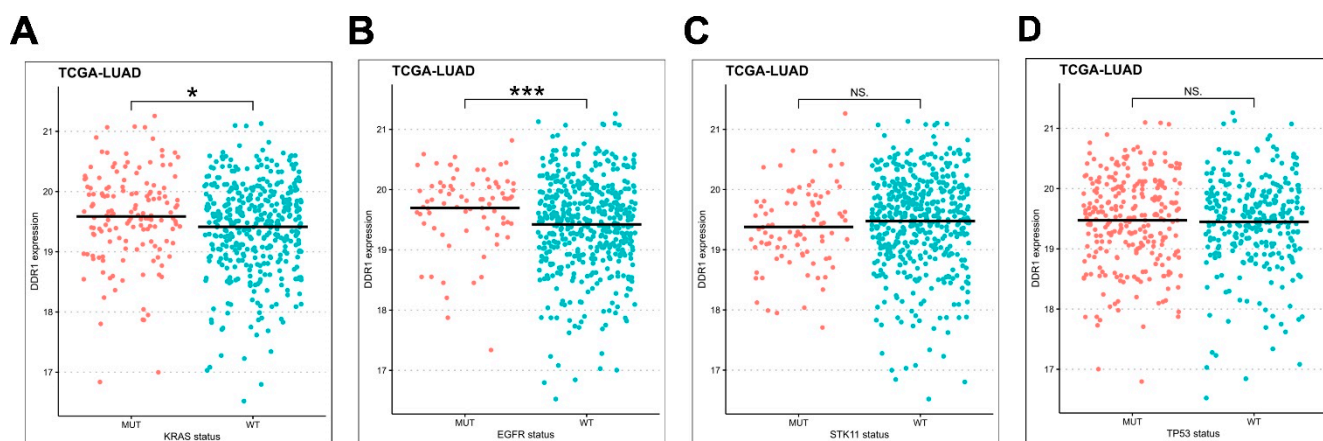 A
TCGA-LUAD
*
DDR1 expression
21
20
19
18
17
MUT
WT
KRAS status
B
TCGA-LUAD
***
DDR1 expression
21
20
19
18
17
MUT
WT
EGFR status
C
TCGA-LUAD
NS.
DDR1 expression
21
20
19
18
17
MUT
WT
STK11 status
D
TCGA-LUAD
NS.
DDR1 expression
21
20
19
18
17
MUT
WT
TP53 status